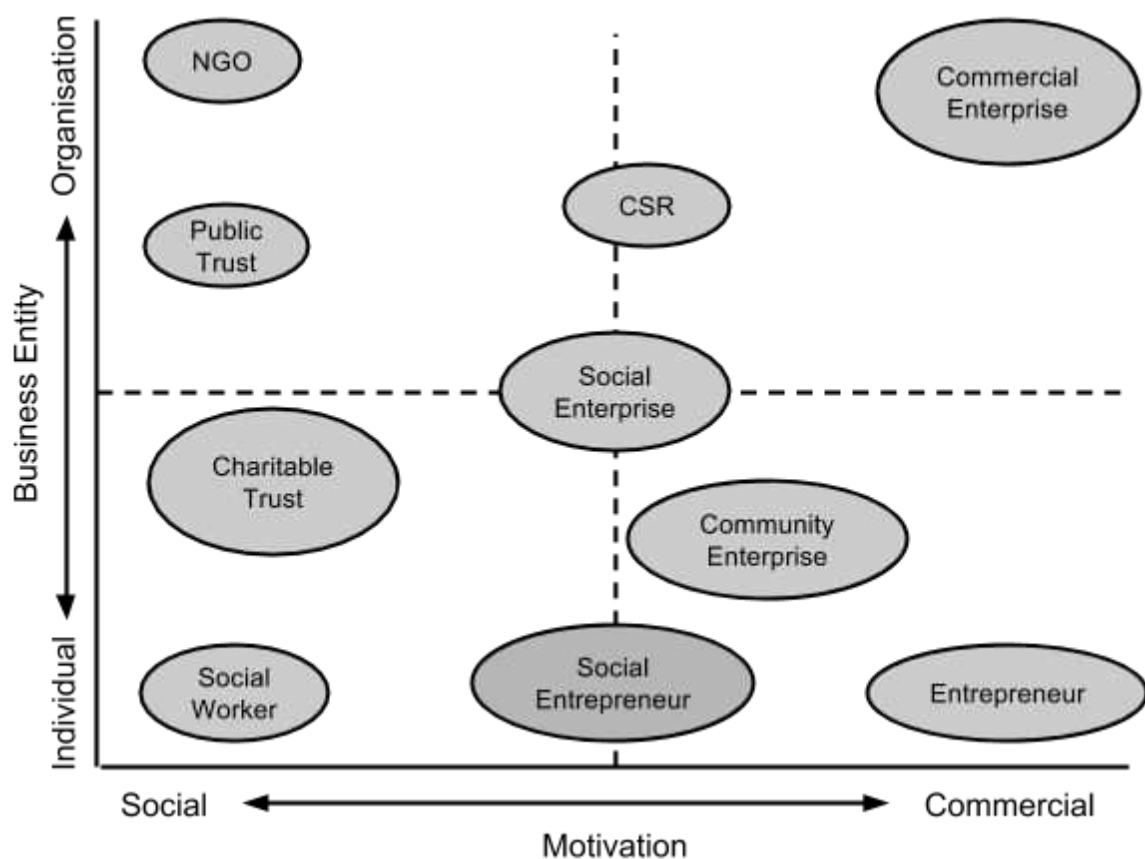 Organisation
Business Entity
Individual
NGO
Commercial
Enterprise
CSR
Public
Trust
Social
Enterprise
Charitable
Trust
Community
Enterprise
Social
Worker
Social
Entrepreneur
Entrepreneur
Social
Commercial
Motivation